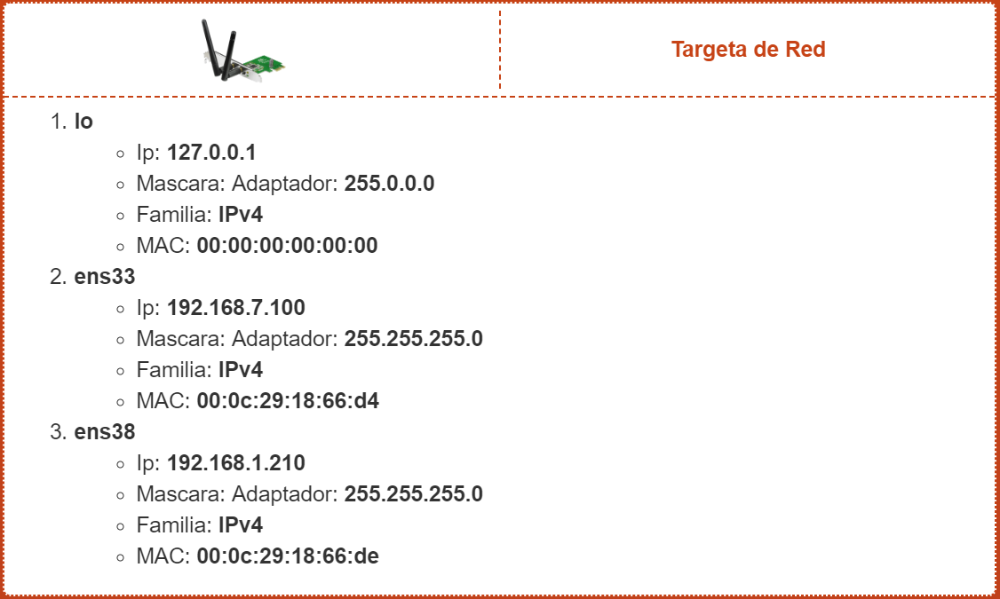 Targeta de Red
1. lo
Ip: 127.0.0.1
Mascara: Adaptador: 255.0.0.0
Familia: IPv4
MAC: 00:00:00:00:00:00
2. ens33
Ip: 192.168.7.100
Mascara: Adaptador: 255.255.255.0
Familia: IPv4
MAC: 00:0c:29:18:66:d4
3. ens38
Ip: 192.168.1.210
Mascara: Adaptador: 255.255.255.0
Familia: IPv4
MAC: 00:0c:29:18:66:de